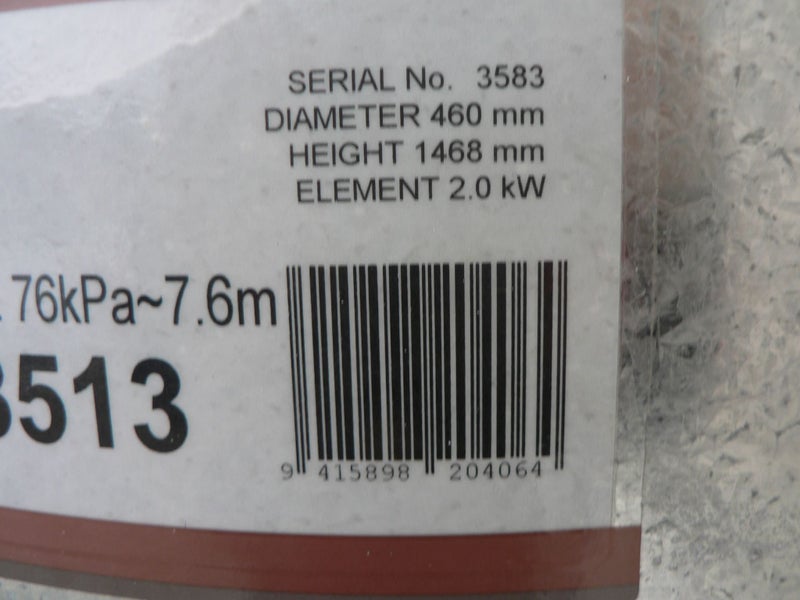 SERIAL No. 3583
DIAMETER 460 mm
HEIGHT 1468 mm
ELEMENT 2.0 kW
76kPa~7.6m
3513
9 415898 204064